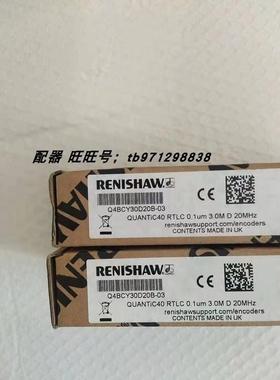 配器 旺旺号：tb971298838
RENISHAW
Q4BCY30D20B-03
CE
QUANTiC40 RTLC 0.1um 3.0M D 20MHz
renishawsupport.com/encoders
CONTENTS MADE IN UK
RENISHAW
Q4BCY30D20B-03
CE
QUANTiC40 RTLC 0.1um 3.0M D 20MHz
renishawsupport.com/encoders
CONTENTS MADE IN UK